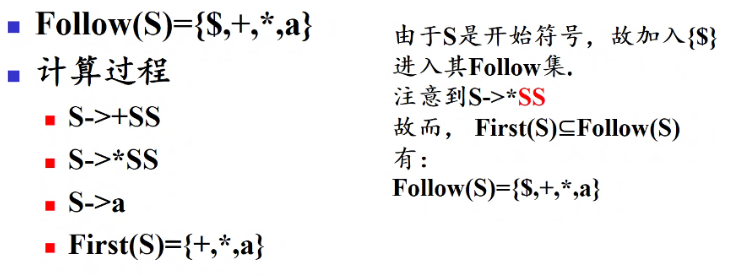 Follow(S)={$,+,*,a}
计算过程
S->+SS
S->*SS
S->a
First(S)={+,*,a}
由于S是开始符号，故加入{$}
进入其Follow集.
注意到S->*SS
故而， First(S)⊆Follow(S)
有：
Follow(S)={$,+,*,a}